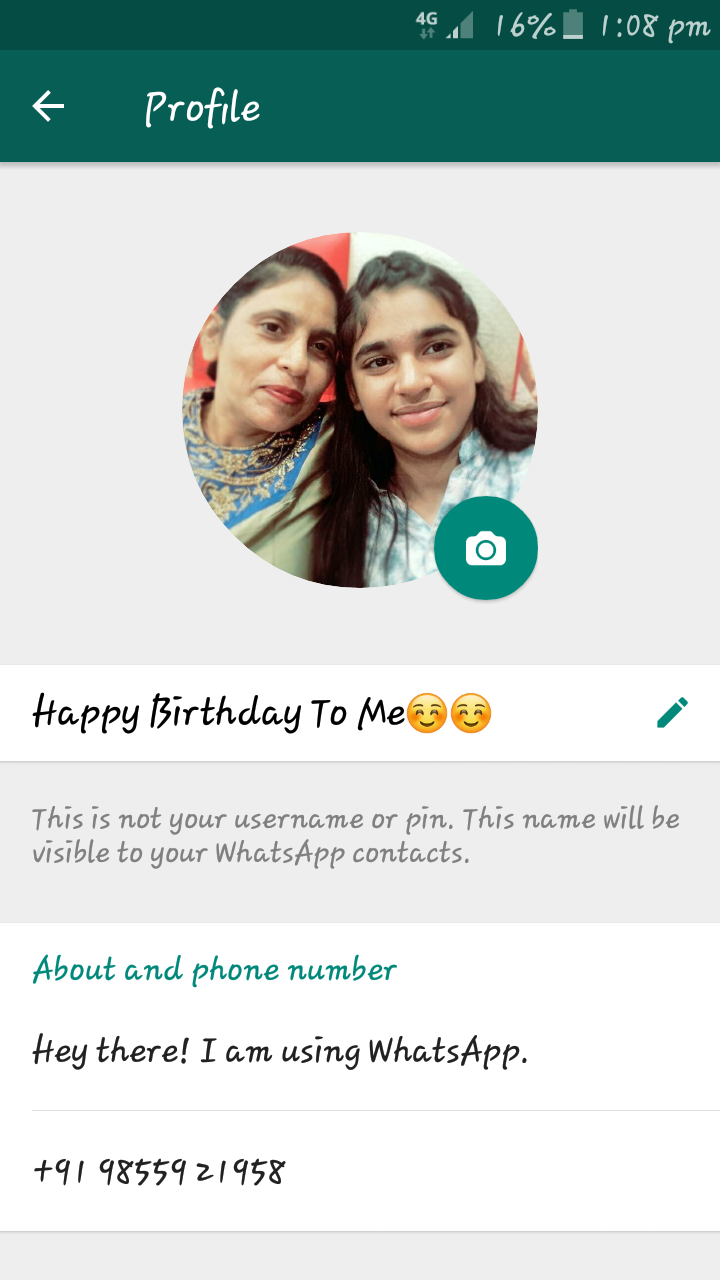 4G 16% 1:08 pm
Profile
Happy Birthday To Me☺️☺️
This is not your username or pin. This name will be
visible to your WhatsApp contacts.
About and phone number
Hey there! I am using WhatsApp.
+91 98559 21958